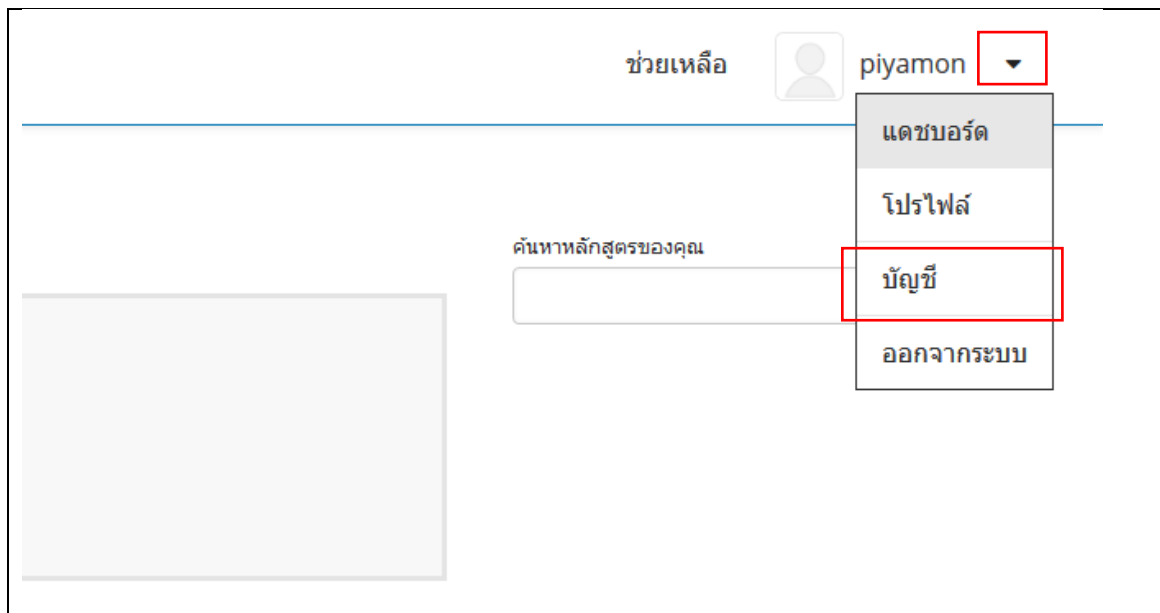 ช่วยเหลือ piyamon
แดชบอร์ด
โปรไฟล์
ค้นหาหลักสูตรของคุณ
บัญชี
ออกจากระบบ